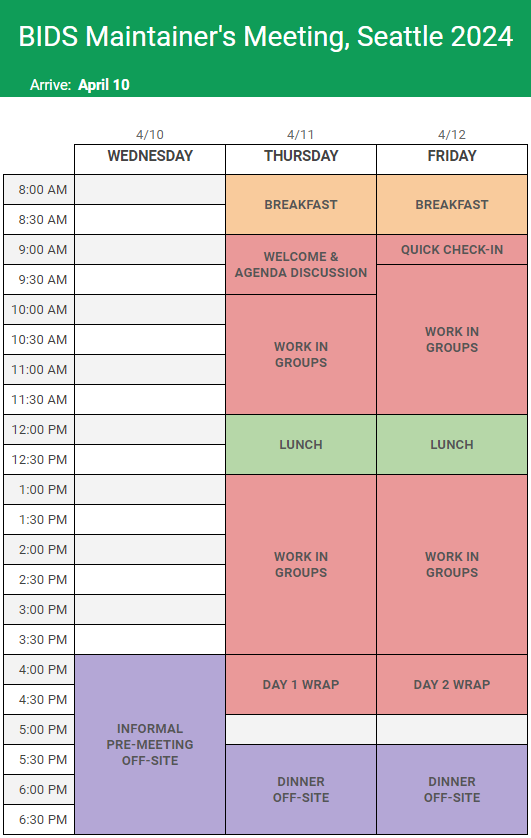 BIDS Maintainer's Meeting, Seattle 2024
Arrive: April 10
4/10 4/11 4/12
WEDNESDAY THURSDAY FRIDAY
8:00 AM
BREAKFAST BREAKFAST
8:30 AM
9:00 AM QUICK CHECK-IN
WELCOME &
AGENDA DISCUSSION
9:30 AM
10:00 AM
10:30 AM
WORK IN
GROUPS
WORK IN
GROUPS
11:00 AM
11:30 AM
12:00 PM
LUNCH LUNCH
12:30 PM
1:00 PM
1:30 PM
2:00 PM
WORK IN
GROUPS
WORK IN
GROUPS
2:30 PM
3:00 PM
3:30 PM
4:00 PM
DAY 1 WRAP DAY 2 WRAP
4:30 PM
5:00 PM
INFORMAL
PRE-MEETING
OFF-SITE
5:30 PM
6:00 PM
DINNER
OFF-SITE
DINNER
OFF-SITE
6:30 PM